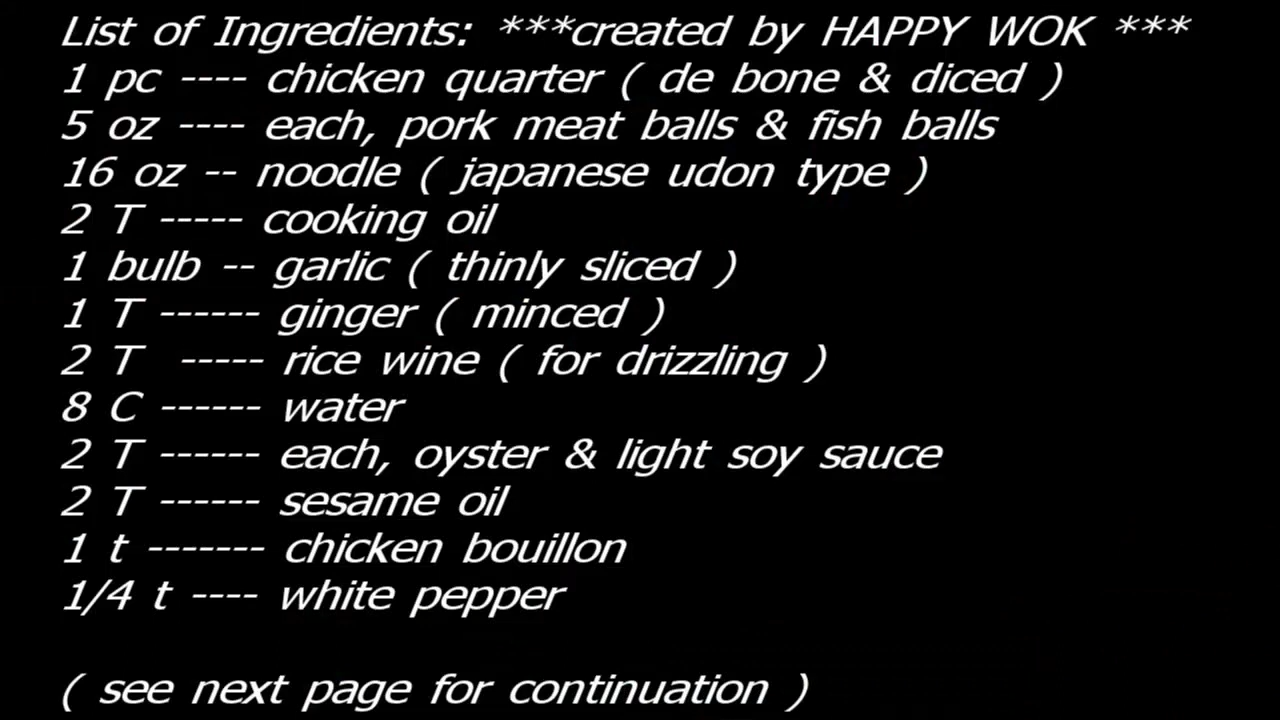 List of Ingredients: ***created by HAPPY WOK ***
1 pc ---- chicken quarter ( de bone & diced )
5 oz ---- each, pork meat balls & fish balls
16 oz -- noodle ( japanese udon type )
2 T ----- cooking oil
1 bulb -- garlic ( thinly sliced )
1 T ------ ginger ( minced )
2 T ----- rice wine ( for drizzling )
8 C ------ water
2 T ------ each, oyster & light soy sauce
2 T ------ sesame oil
1 t ------- chicken bouillon
1/4 t ---- white pepper
( see next page for continuation )